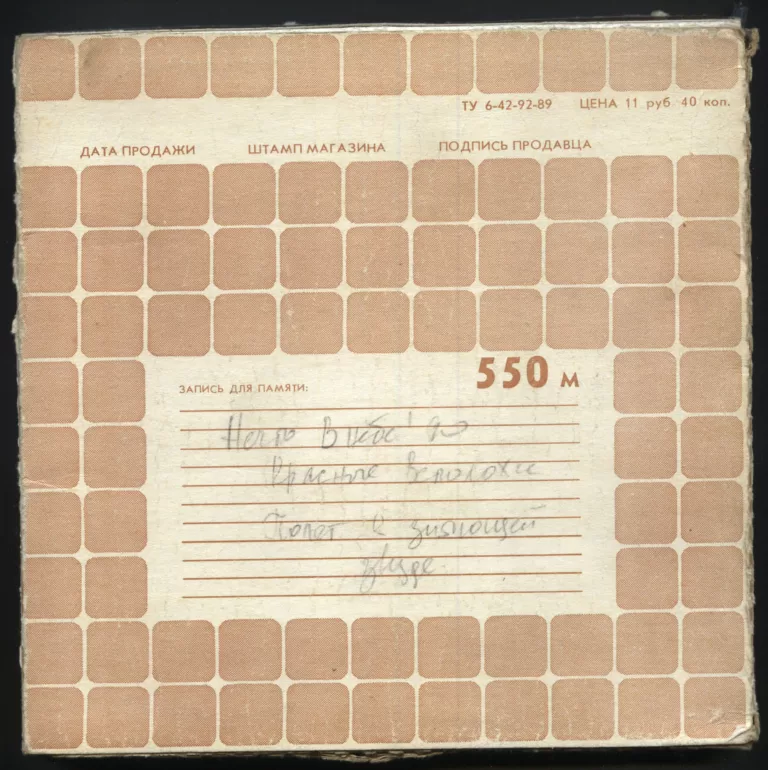 ТУ 6-42-92-89 ЦЕНА 11 руб 40 коп.
ДАТА ПРОДАЖИ ШТАМП МАГАЗИНА ПОДПИСЬ ПРОДАВЦА
550 м
ЗАПИСЬ ДЛЯ ПАМЯТИ:
90
Красные
Полет к зияющей